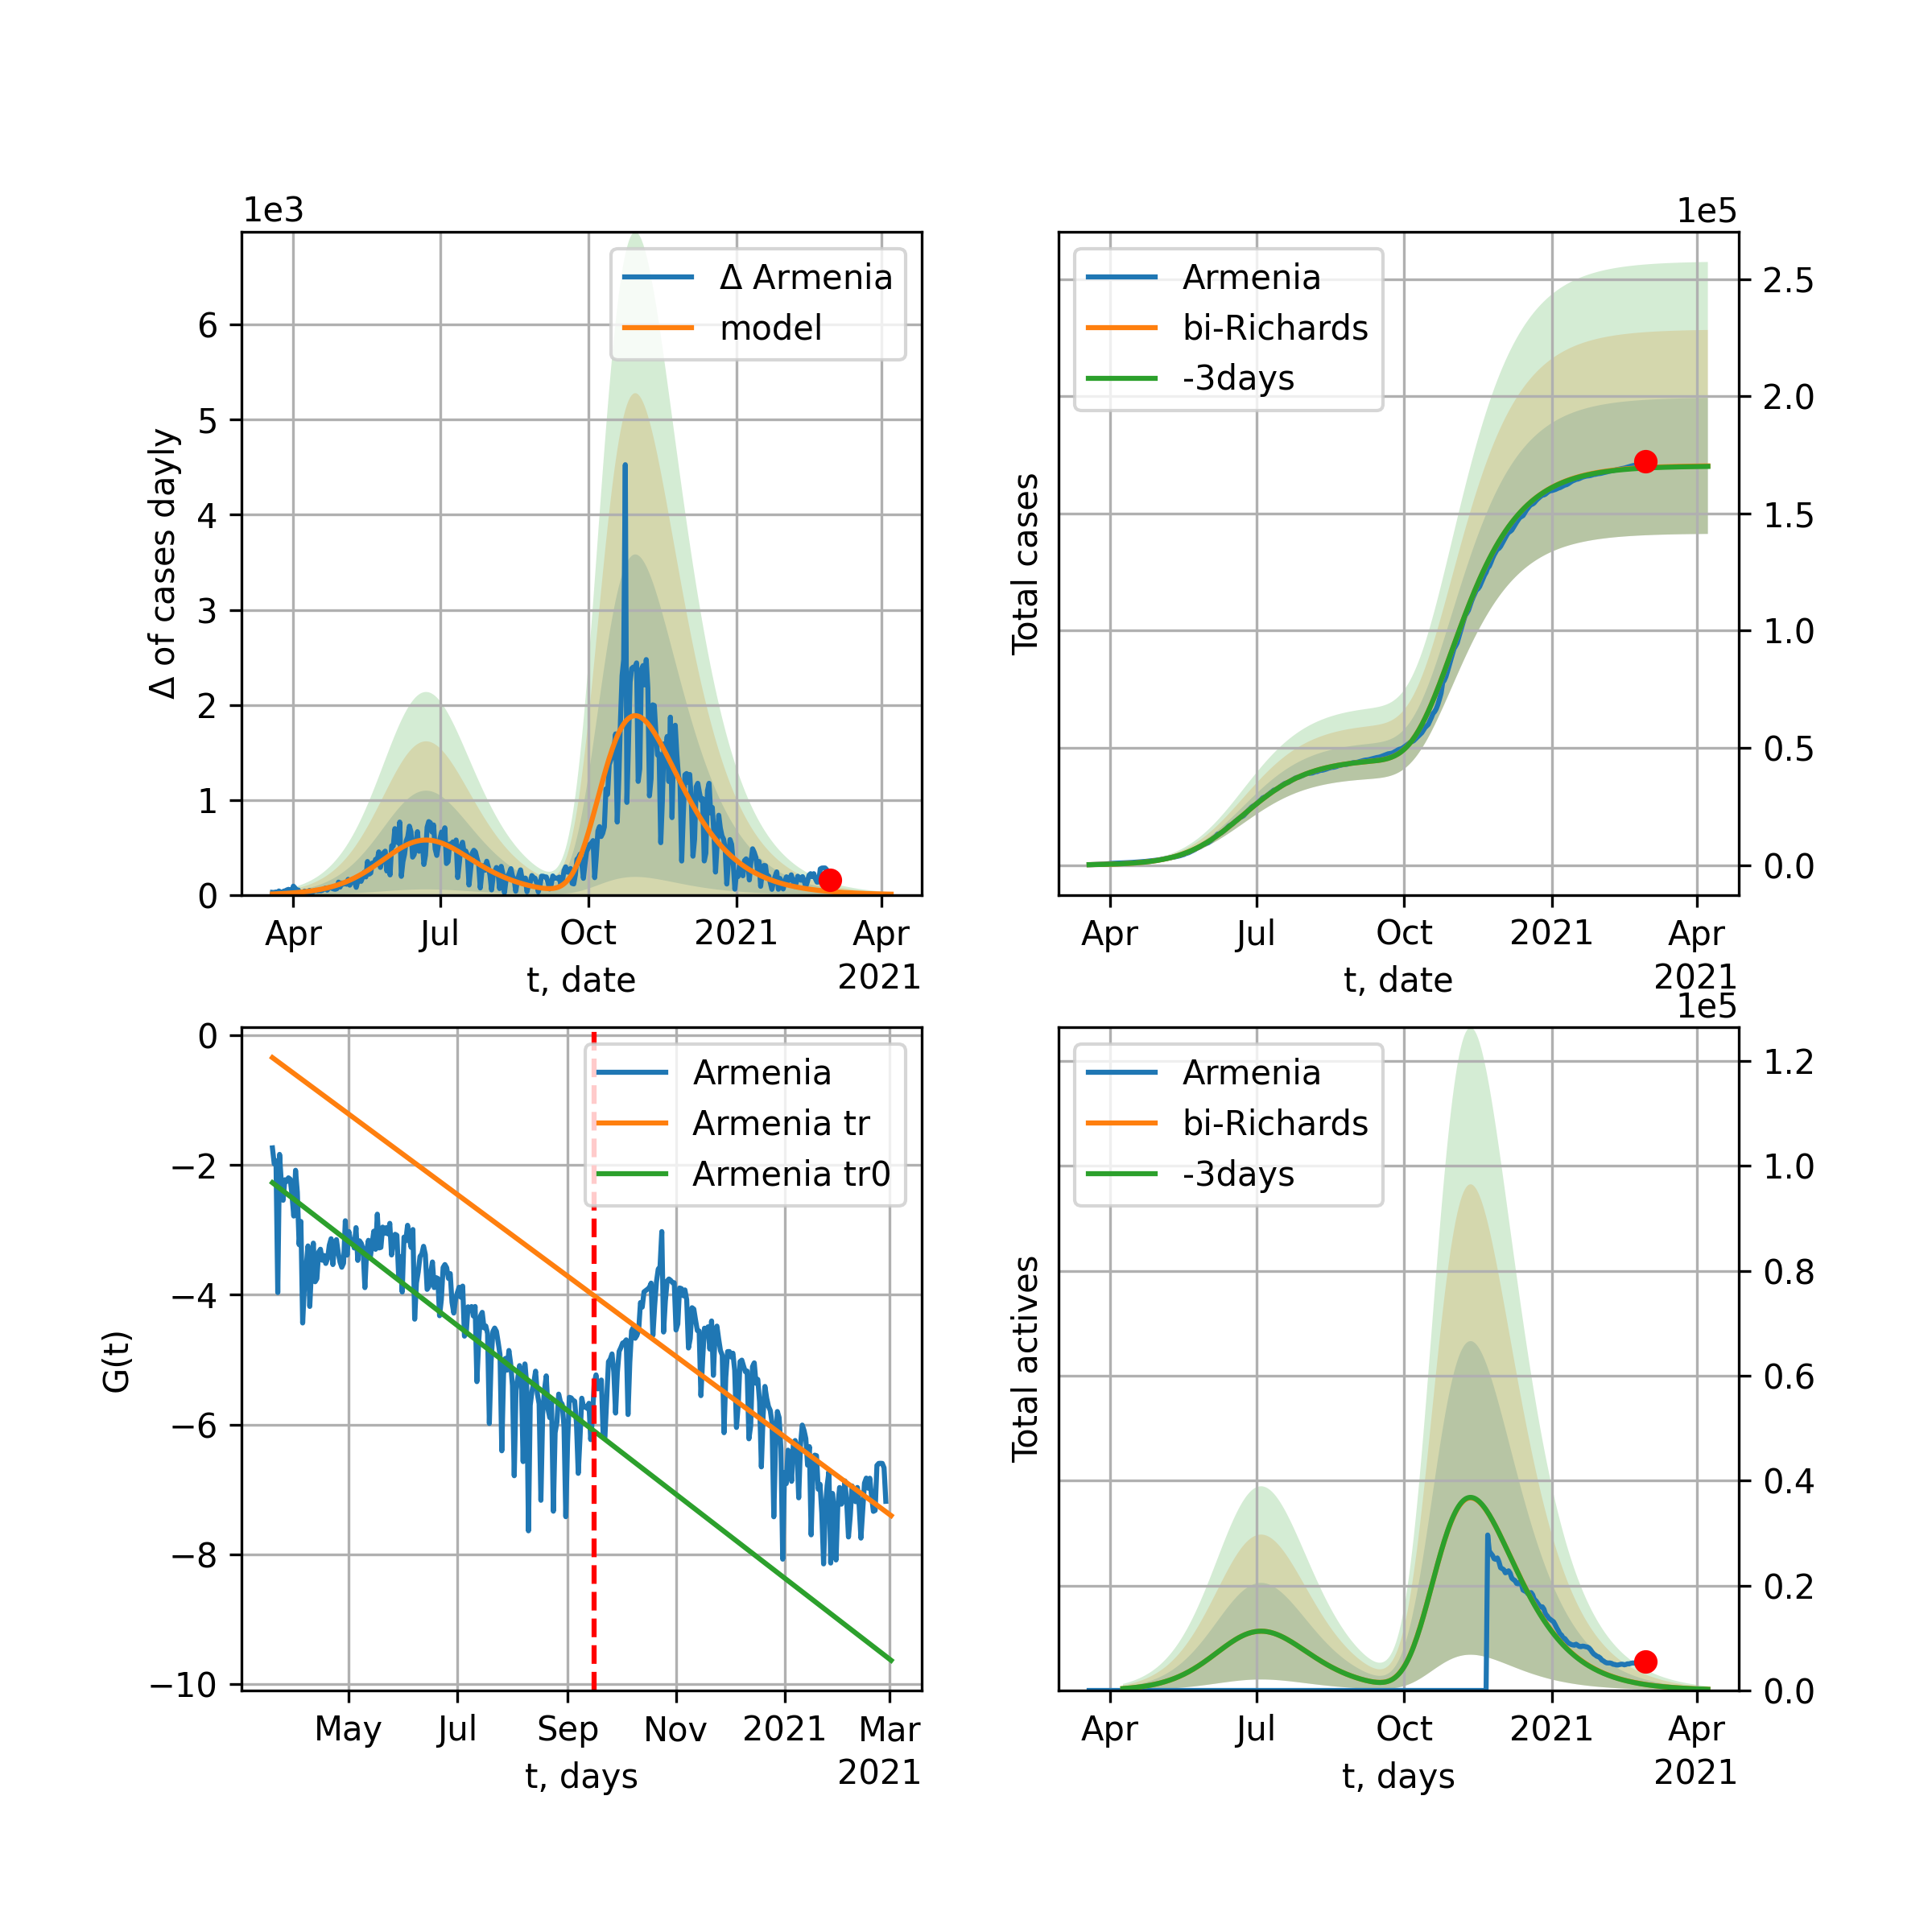 1e3
Δ of cases dayly
6
5
4
3
2
1
0
Δ Armenia
model
Apr
Jul
Oct
2021
Apr
2021
t, date
1e5
Total cases
Armenia
bi-Richards
-3days
2.5
2.0
1.5
1.0
0.5
0.0
Apr
Jul
Oct
2021
Apr
2021
t, date
G(t)
0
−2
−4
−6
−8
−10
Armenia
Armenia tr
Armenia tr0
May
Jul
Sep
Nov
2021
Mar
2021
t, days
1e5
Total actives
Armenia
bi-Richards
-3days
1.2
1.0
0.8
0.6
0.4
0.2
0.0
Apr
Jul
Oct
2021
Apr
2021
t, days